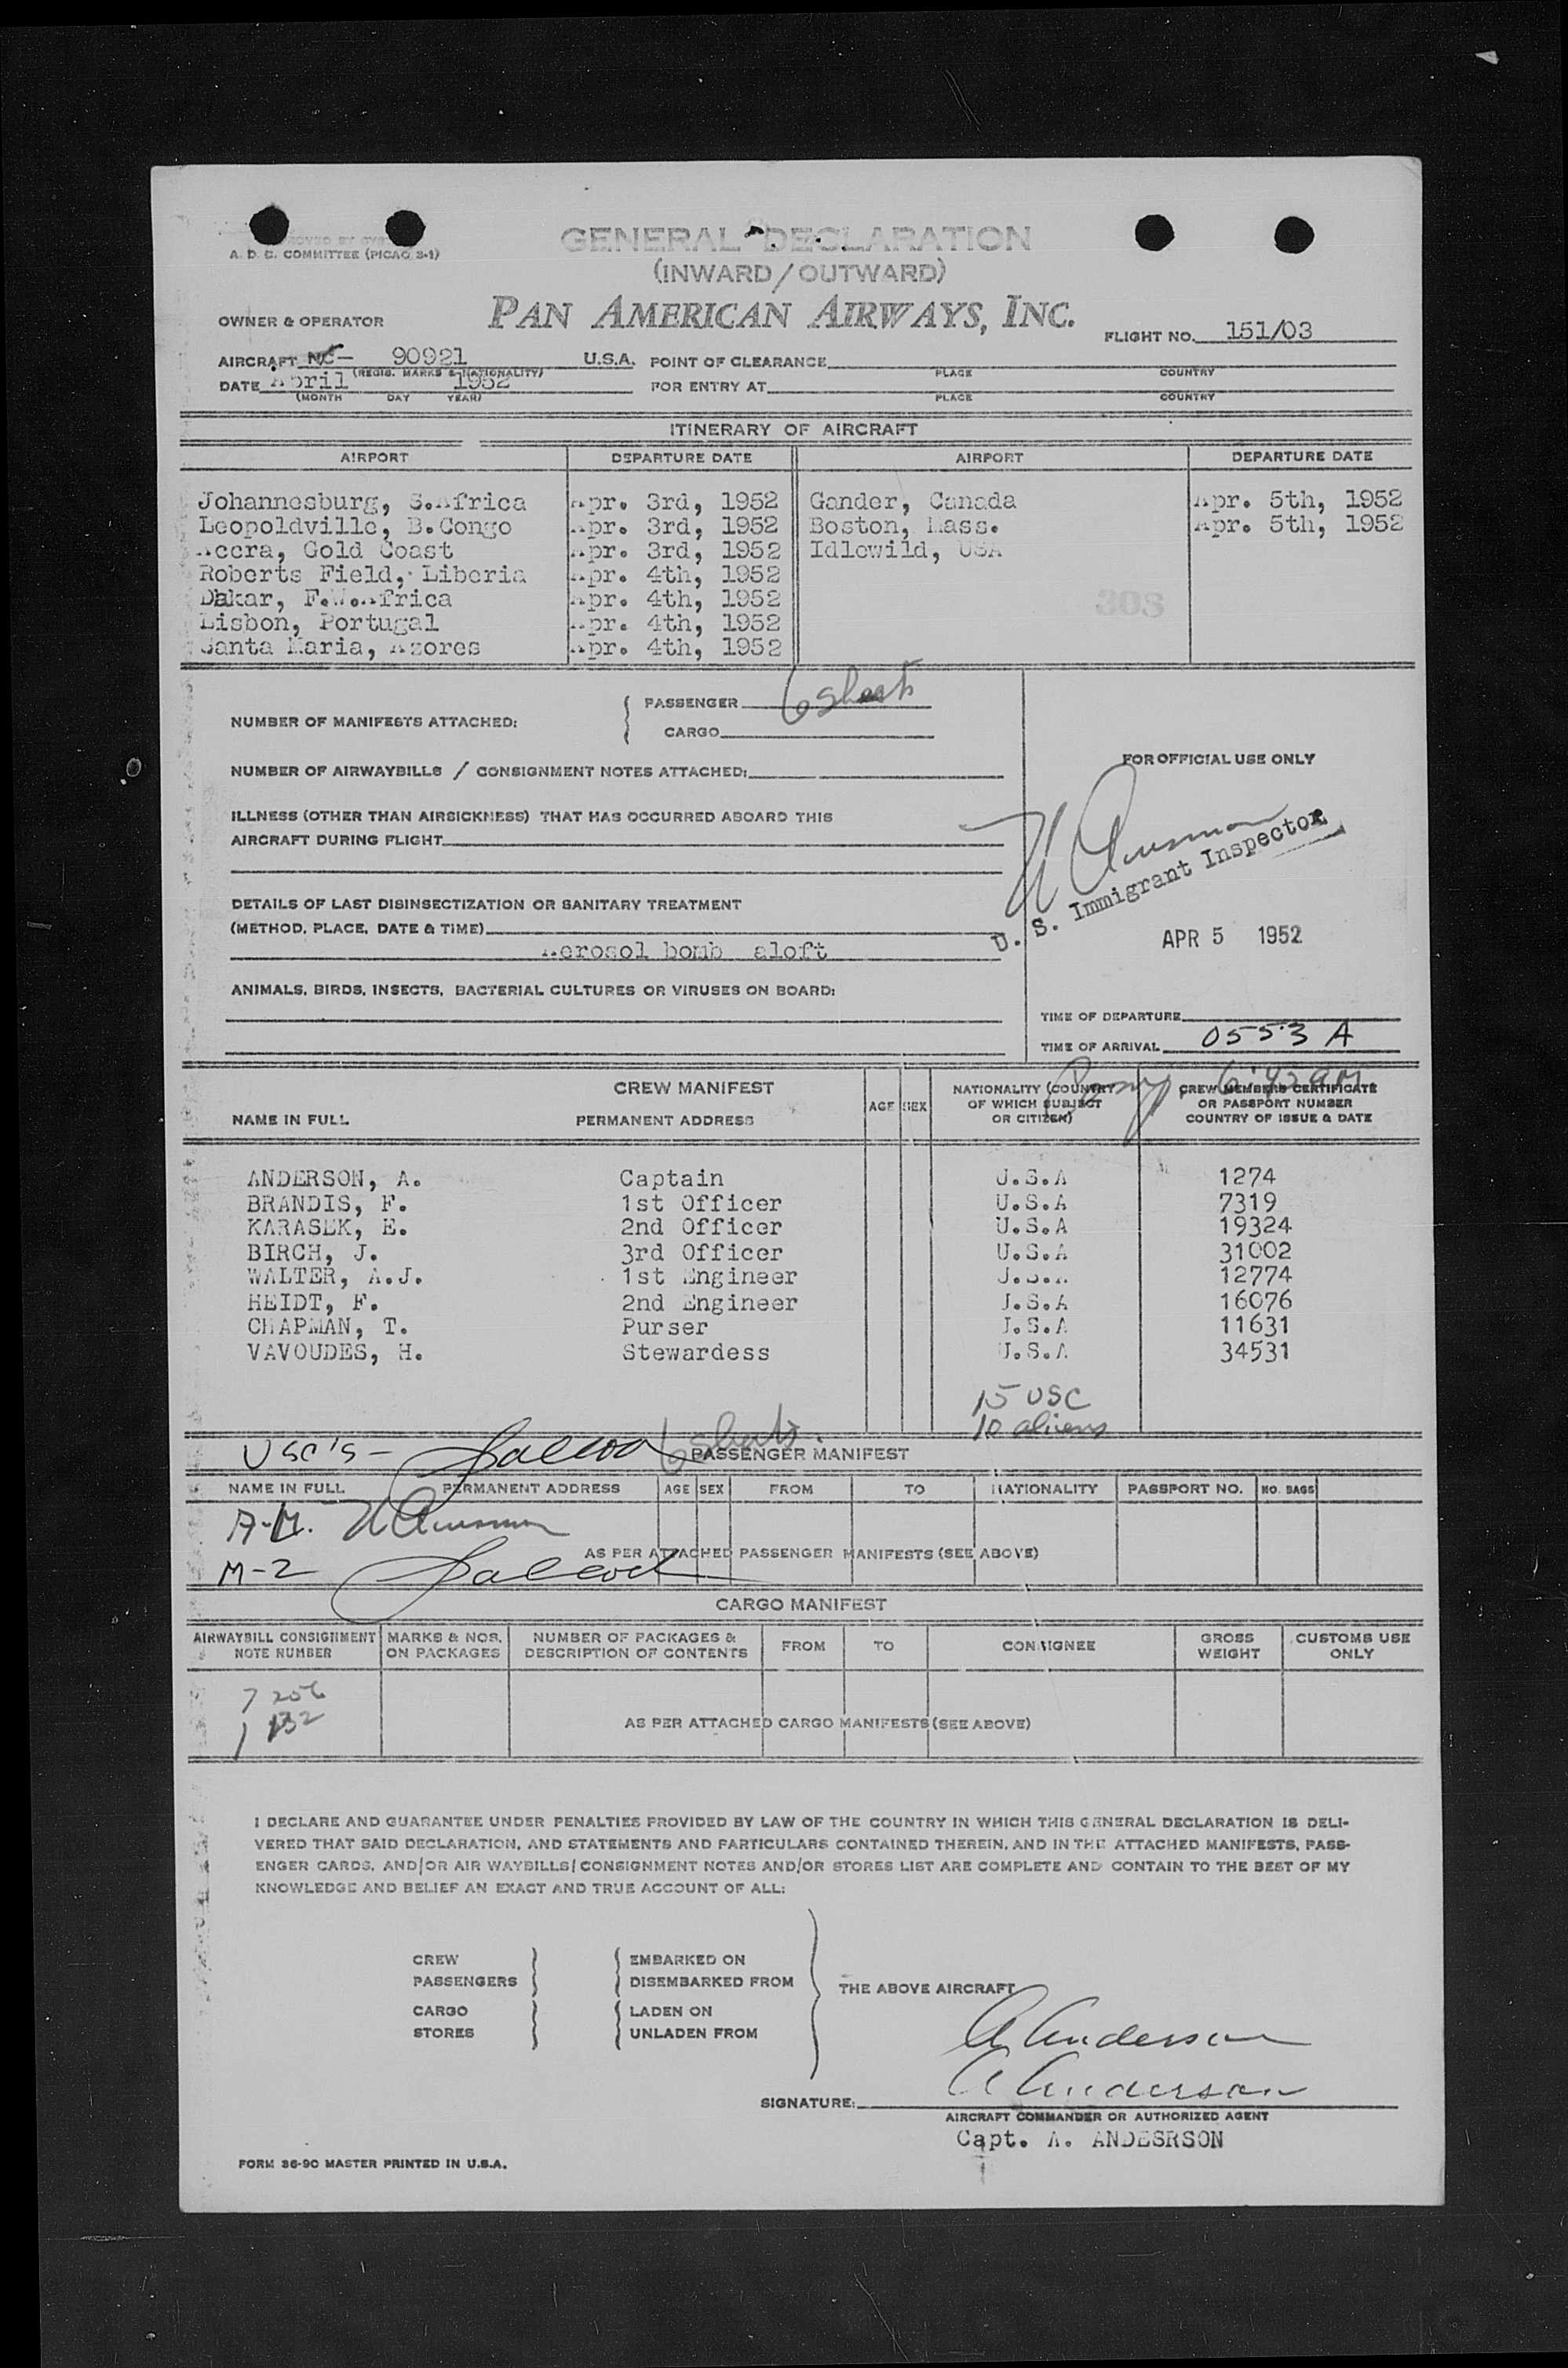 A. D. C. COMMITTEE (PICAO 3-1)
GENERAL DECLARATION
(INWARD/OUTWARD)
OWNER & OPERATOR PAN AMERICAN AIRWAYS, INC.
FLIGHT NO. 151/03
AIRCRAFT NC- 90921 U.S.A. POINT OF CLEARANCE
(REGIS. MARKS & NATIONALITY) PLACE COUNTRY
DATE April 1952 FOR ENTRY AT
(MONTH DAY YEAR) PLACE COUNTRY
ITINERARY OF AIRCRAFT
AIRPORT DEPARTURE DATE AIRPORT DEPARTURE DATE
Johannesburg, S.Africa Apr. 3rd, 1952 Gander, Canada Apr. 5th, 1952
Leopoldville, B.Congo Apr. 3rd, 1952 Boston, Mass. Apr. 5th, 1952
Accra, Gold Coast Apr. 3rd, 1952 Idlewild, USA
Roberts Field, Liberia Apr. 4th, 1952
Dakar, F.W.Africa Apr. 4th, 1952 308
Lisbon, Portugal Apr. 4th, 1952
Santa Maria, Azores Apr. 4th, 1952
NUMBER OF MANIFESTS ATTACHED: PASSENGER 6 sheets
CARGO
FOR OFFICIAL USE ONLY
NUMBER OF AIRWAYBILLS / CONSIGNMENT NOTES ATTACHED:
ILLNESS (OTHER THAN AIRSICKNESS) THAT HAS OCCURRED ABOARD THIS
AIRCRAFT DURING FLIGHT
U. S. Immigrant Inspector
DETAILS OF LAST DISINSECTIZATION OR SANITARY TREATMENT
(METHOD, PLACE, DATE & TIME)
Aerosol bomb aloft
APR 5 1952
ANIMALS, BIRDS, INSECTS, BACTERIAL CULTURES OR VIRUSES ON BOARD:
TIME OF DEPARTURE
TIME OF ARRIVAL 0553 A
6:42 AM
CREW MANIFEST
NAME IN FULL PERMANENT ADDRESS AGE SEX NATIONALITY (COUNTRY OF WHICH SUBJECT OR CITIZEN) CREW MEMBERS CERTIFICATE OR PASSPORT NUMBER COUNTRY OF ISSUE & DATE
ANDERSON, A. Captain U.S.A 1274
BRANDIS, F. 1st Officer U.S.A 7319
KARASEK, E. 2nd Officer U.S.A 19324
BIRCH, J. 3rd Officer U.S.A 31002
WALTER, A.J. 1st Engineer U.S.A. 12774
HEIDT, F. 2nd Engineer U.S.A 16076
CHAPMAN, T. Purser U.S.A 11631
VAVOUDES, H. Stewardess U.S.A 34531
15 USC
10 aliens
USC's - 6 sheets.
PASSENGER MANIFEST
NAME IN FULL PERMANENT ADDRESS AGE SEX FROM TO NATIONALITY PASSPORT NO. NO. BAGS
AS PER ATTACHED PASSENGER MANIFESTS (SEE ABOVE)
M-2
CARGO MANIFEST
AIRWAYBILL CONSIGNMENT NOTE NUMBER MARKS & NOS. ON PACKAGES NUMBER OF PACKAGES & DESCRIPTION OF CONTENTS FROM TO CONSIGNEE GROSS WEIGHT CUSTOMS USE ONLY
AS PER ATTACHED CARGO MANIFESTS (SEE ABOVE)
I DECLARE AND GUARANTEE UNDER PENALTIES PROVIDED BY LAW OF THE COUNTRY IN WHICH THIS GENERAL DECLARATION IS DELI-
VERED THAT SAID DECLARATION, AND STATEMENTS AND PARTICULARS CONTAINED THEREIN, AND IN THE ATTACHED MANIFESTS, PASS-
ENGER CARDS, AND/OR AIR WAYBILLS/ CONSIGNMENT NOTES AND/OR STORES LIST ARE COMPLETE AND CONTAIN TO THE BEST OF MY
KNOWLEDGE AND BELIEF AN EXACT AND TRUE ACCOUNT OF ALL:
CREW EMBARKED ON
PASSENGERS DISEMBARKED FROM
THE ABOVE AIRCRAFT
CARGO LADEN ON
STORES UNLADEN FROM
A Anderson
A Anderson
SIGNATURE:
AIRCRAFT COMMANDER OR AUTHORIZED AGENT
Capt. A. ANDESRSON
FORM 36-90 MASTER PRINTED IN U.S.A.